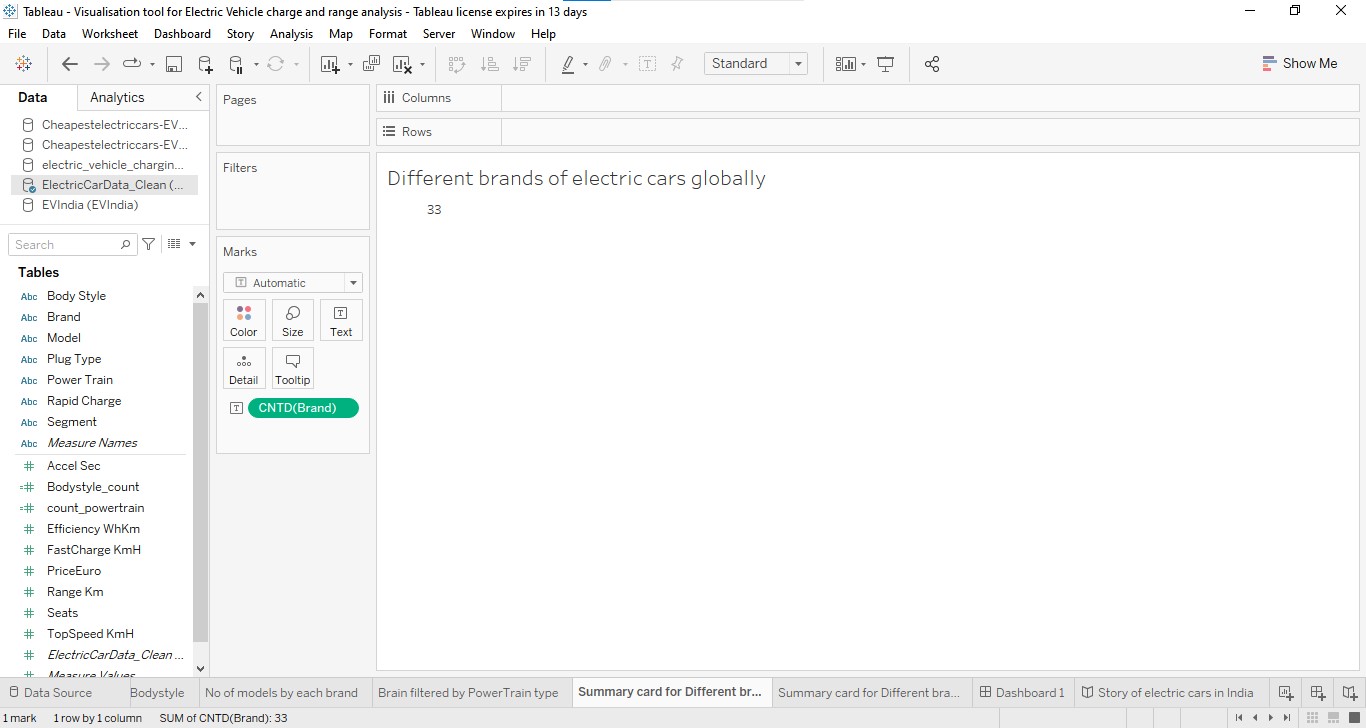 Tableau - Visualisation tool for Electric Vehicle charge and range analysis - Tableau license expires in 13 days
File Data Worksheet Dashboard Story Analysis Map Format Server Window Help
Standard
Show Me
Data Analytics
Cheapestelectriccars-EV...
Cheapestelectriccars-EV...
electric_vehicle_chargin...
ElectricCarData_Clean (...
EVIndia (EVIndia)
Search
Tables
Abc Body Style
Abc Brand
Abc Model
Abc Plug Type
Abc Power Train
Abc Rapid Charge
Abc Segment
Abc Measure Names
# Accel Sec
=# Bodystyle_count
=# count_powertrain
# Efficiency WhKm
# FastCharge KmH
# PriceEuro
# Range Km
# Seats
# TopSpeed KmH
# ElectricCarData_Clean ...
# Measure Values
Pages
Filters
Marks
T Automatic
Color Size T Text
Detail Tooltip
T CNTD(Brand)
Columns
Rows
Different brands of electric cars globally
33
Data Source Bodystyle No of models by each brand Brain filtered by PowerTrain type Summary card for Different br... Summary card for Different bra... Dashboard 1 Story of electric cars in India
1 mark 1 row by 1 column SUM of CNTD(Brand): 33